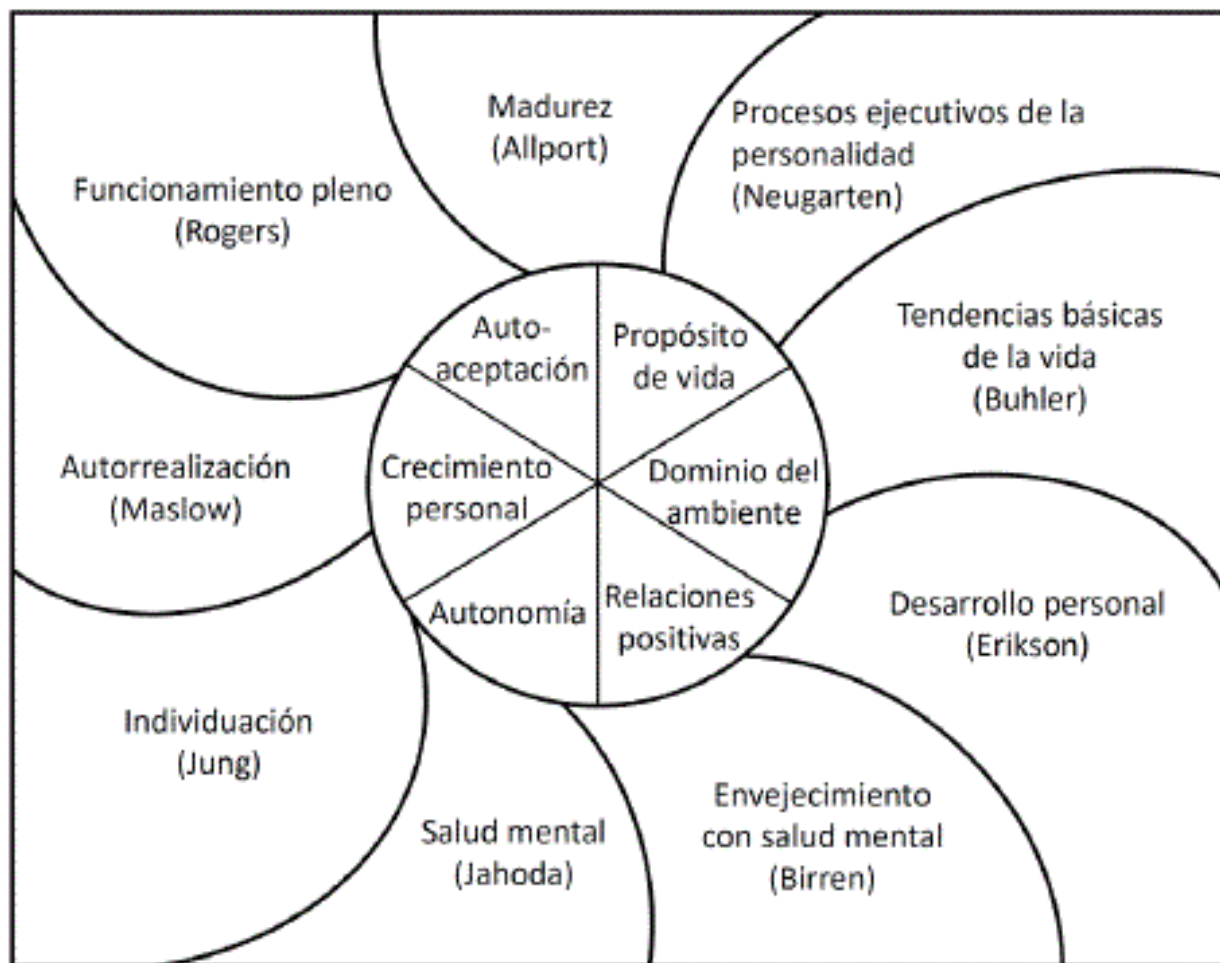 Madurez
(Allport)
Procesos ejecutivos de la
personalidad
(Neugarten)
Funcionamiento pleno
(Rogers)
Tendencias básicas
de la vida
(Buhler)
Auto-
aceptación
Propósito
de vida
Autorrealización
(Maslow)
Crecimiento
personal
Dominio del
ambiente
Autonomía
Relaciones
positivas
Desarrollo personal
(Erikson)
Individuación
(Jung)
Salud mental
(Jahoda)
Envejecimiento
con salud mental
(Birren)